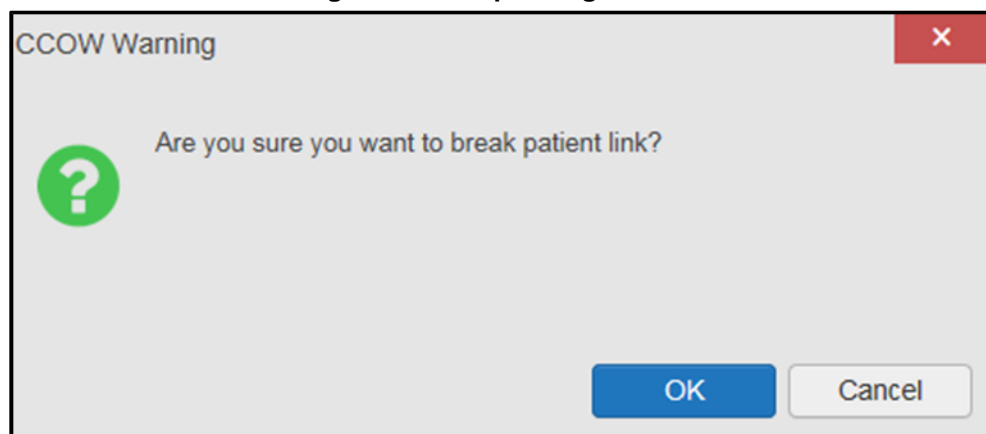 CCOW Warning
×
Are you sure you want to break patient link?
?
OK Cancel